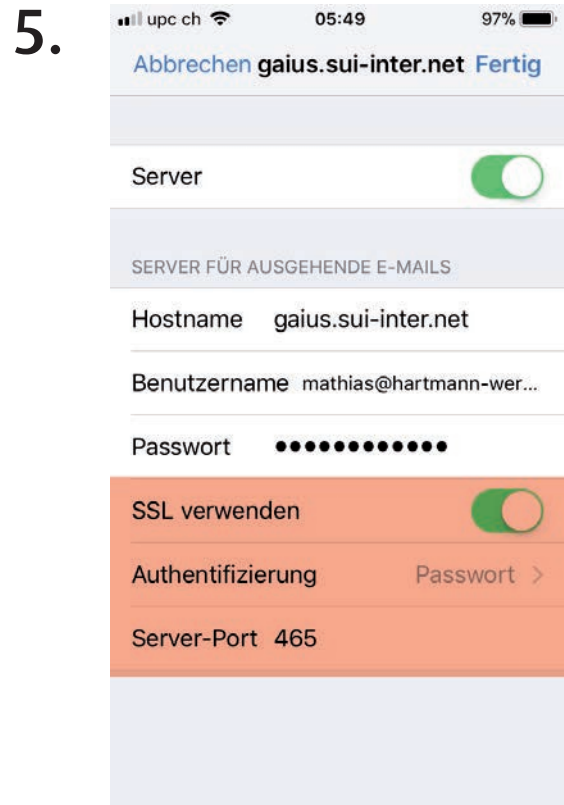 5.
upc ch 05:49 97%
Abbrechen gaius.sui-inter.net Fertig
Server
SERVER FÜR AUSGEHENDE E-MAILS
Hostname gaius.sui-inter.net
Benutzername mathias@hartmann-wer...
Passwort ●●●●●●●●●●●●
SSL verwenden
Authentifizierung Passwort >
Server-Port 465